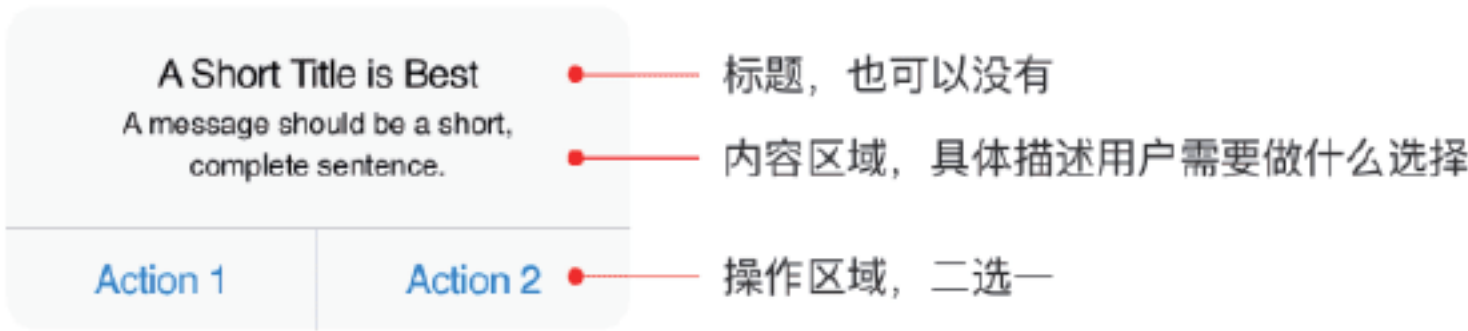 A Short Title is Best
标题，也可以没有
A message should be a short,
complete sentence.
内容区域，具体描述用户需要做什么选择
Action 1
Action 2
操作区域，二选一